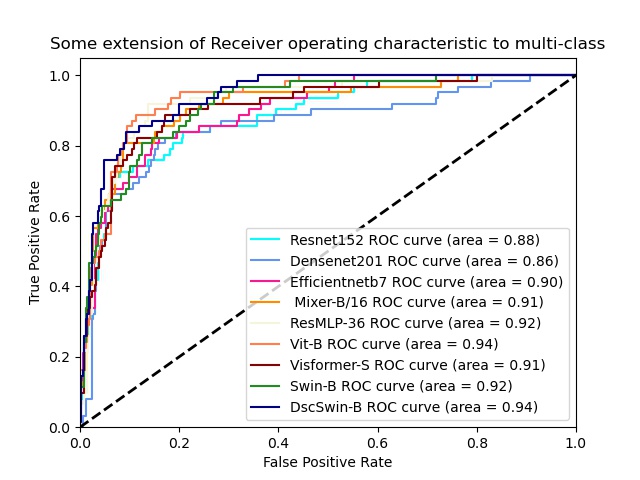 Some extension of Receiver operating characteristic to multi-class
1.0
0.8
0.6
0.4
0.2
0.0
True Positive Rate
Resnet152 ROC curve (area = 0.88)
Densenet201 ROC curve (area = 0.86)
Efficientnetb7 ROC curve (area = 0.90)
Mixer-B/16 ROC curve (area = 0.91)
ResMLP-36 ROC curve (area = 0.92)
Vit-B ROC curve (area = 0.94)
Visformer-S ROC curve (area = 0.91)
Swin-B ROC curve (area = 0.92)
DscSwin-B ROC curve (area = 0.94)
0.0 0.2 0.4 0.6 0.8 1.0
False Positive Rate